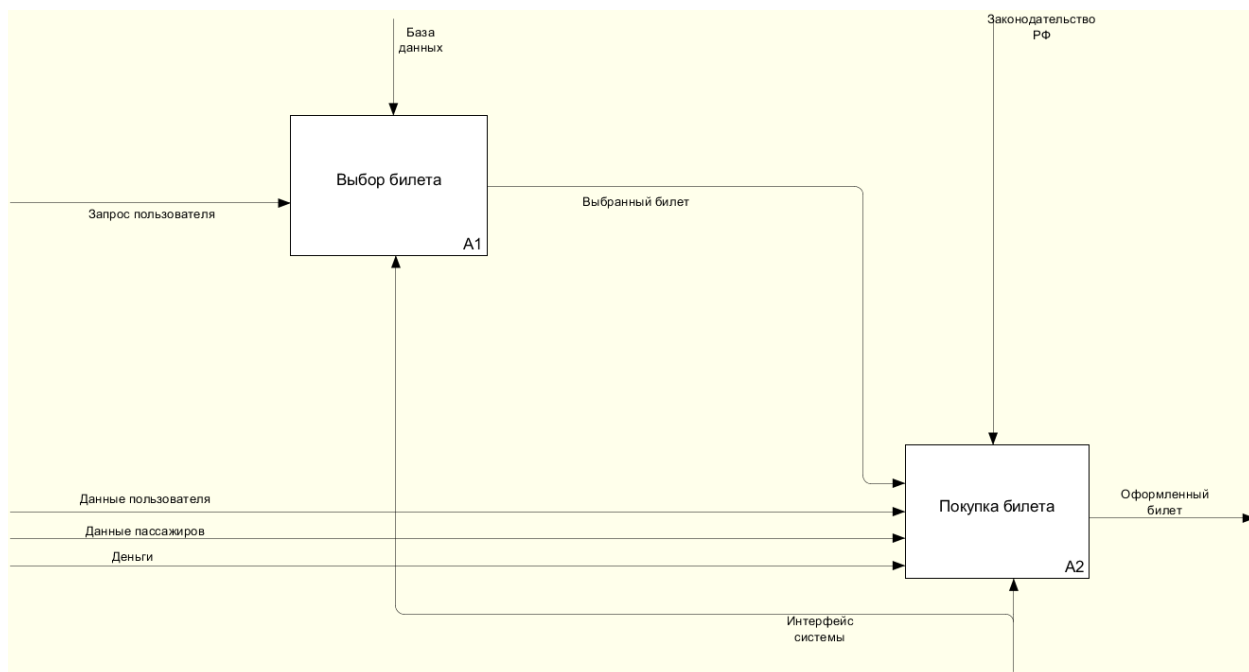 База
данных
Законодательство
РФ
Выбор билета
A1
Запрос пользователя
Выбранный билет
Данные пользователя
Данные пассажиров
Деньги
Покупка билета
A2
Оформленный
билет
Интерфейс
системы